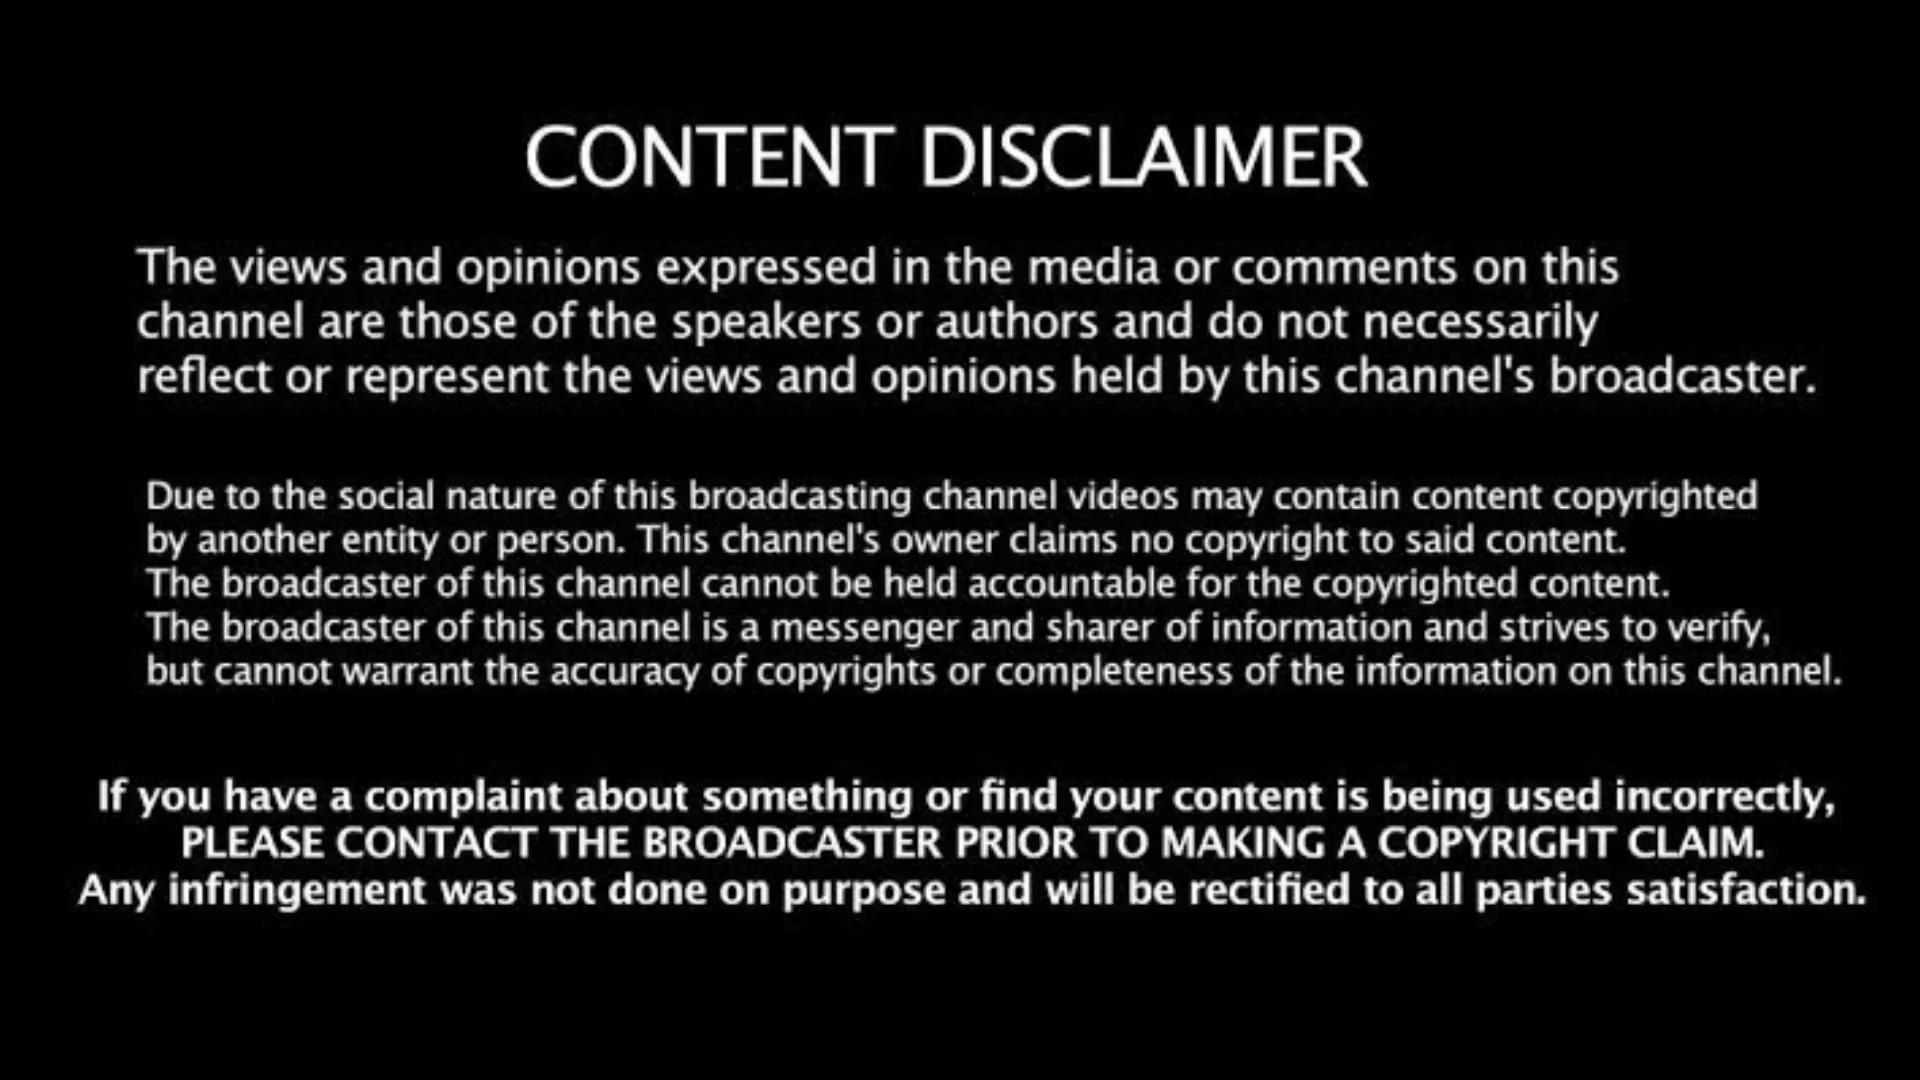 CONTENT DISCLAIMER
The views and opinions expressed in the media or comments on this
channel are those of the speakers or authors and do not necessarily
reflect or represent the views and opinions held by this channel's broadcaster.
Due to the social nature of this broadcasting channel videos may contain content copyrighted
by another entity or person. This channel's owner claims no copyright to said content.
The broadcaster of this channel cannot be held accountable for the copyrighted content.
The broadcaster of this channel is a messenger and sharer of information and strives to verify,
but cannot warrant the accuracy of copyrights or completeness of the information on this channel.
If you have a complaint about something or find your content is being used incorrectly,
PLEASE CONTACT THE BROADCASTER PRIOR TO MAKING A COPYRIGHT CLAIM.
Any infringement was not done on purpose and will be rectified to all parties satisfaction.